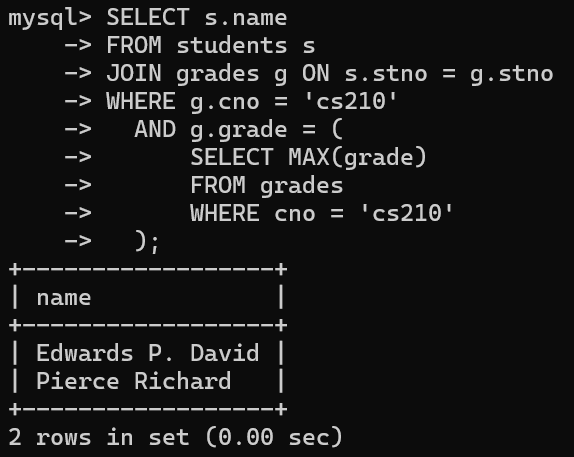 mysql> SELECT s.name
    -> FROM students s
    -> JOIN grades g ON s.stno = g.stno
    -> WHERE g.cno = 'cs210'
    ->   AND g.grade = (
    ->       SELECT MAX(grade)
    ->       FROM grades
    ->       WHERE cno = 'cs210'
    ->   );
+------------------+
| name             |
+------------------+
| Edwards P. David |
| Pierce Richard   |
+------------------+
2 rows in set (0.00 sec)